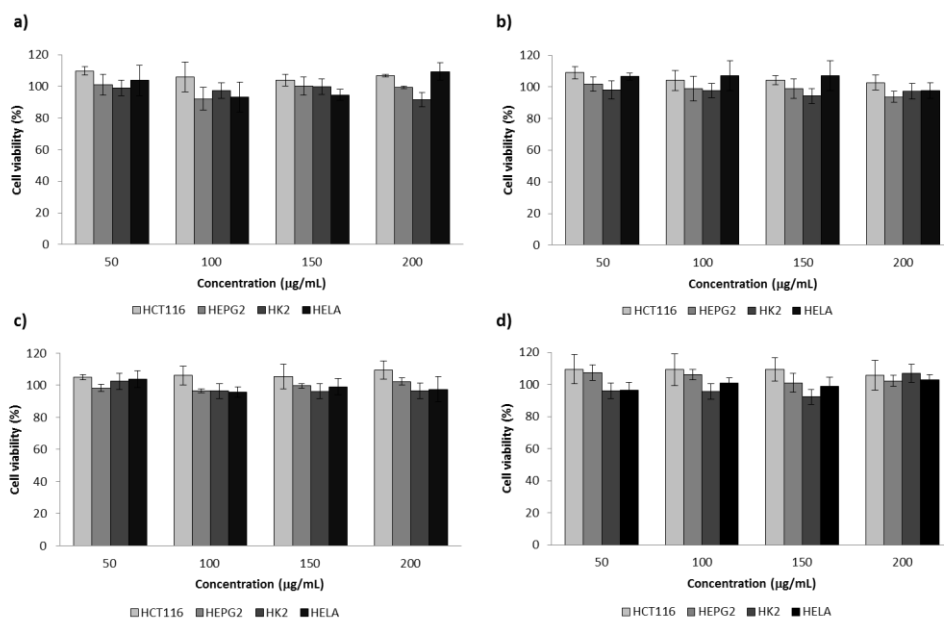 a)
120
100
80
60
40
20
0
Cell viability (%)
50 100 150 200
Concentration (µg/mL)
HCT116 HEPG2 HK2 HELA
b)
120
100
80
60
40
20
0
Cell viability (%)
50 100 150 200
Concentration (µg/mL)
HCT116 HEPG2 HK2 HELA
c)
120
100
80
60
40
20
0
Cell viability (%)
50 100 150 200
Concentration (µg/mL)
HCT116 HEPG2 HK2 HELA
d)
120
100
80
60
40
20
0
Cell viability (%)
50 100 150 200
Concentration (µg/mL)
HCT116 HEPG2 HK2 HELA